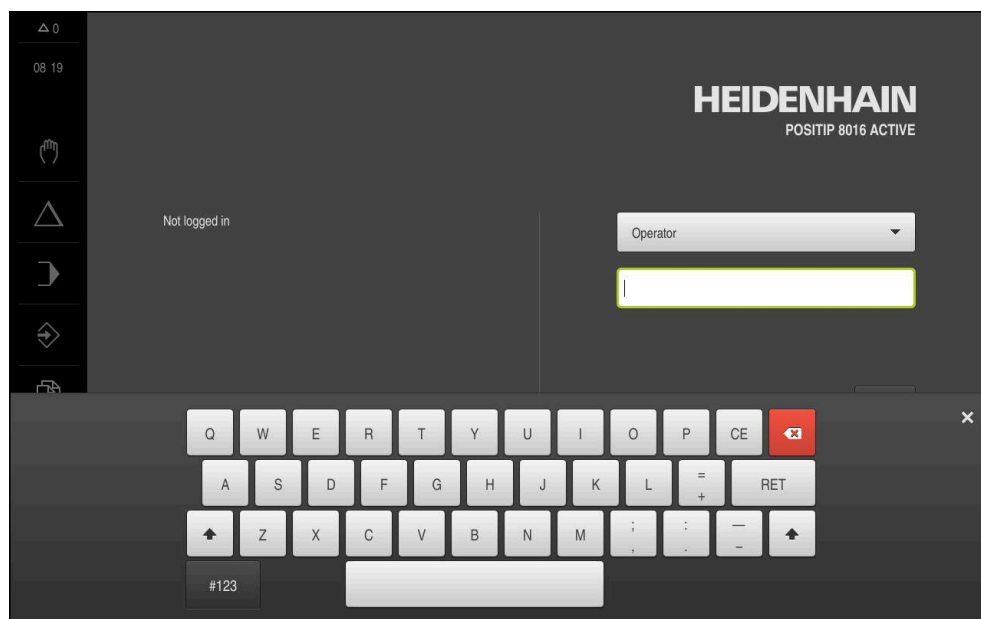 0
08 19
HEIDENHAIN
POSITIP 8016 ACTIVE
Not logged in
Operator
Q W E R T Y U I O P CE
A S D F G H J K L = + RET
Z X C V B N M ; , : . — –
#123